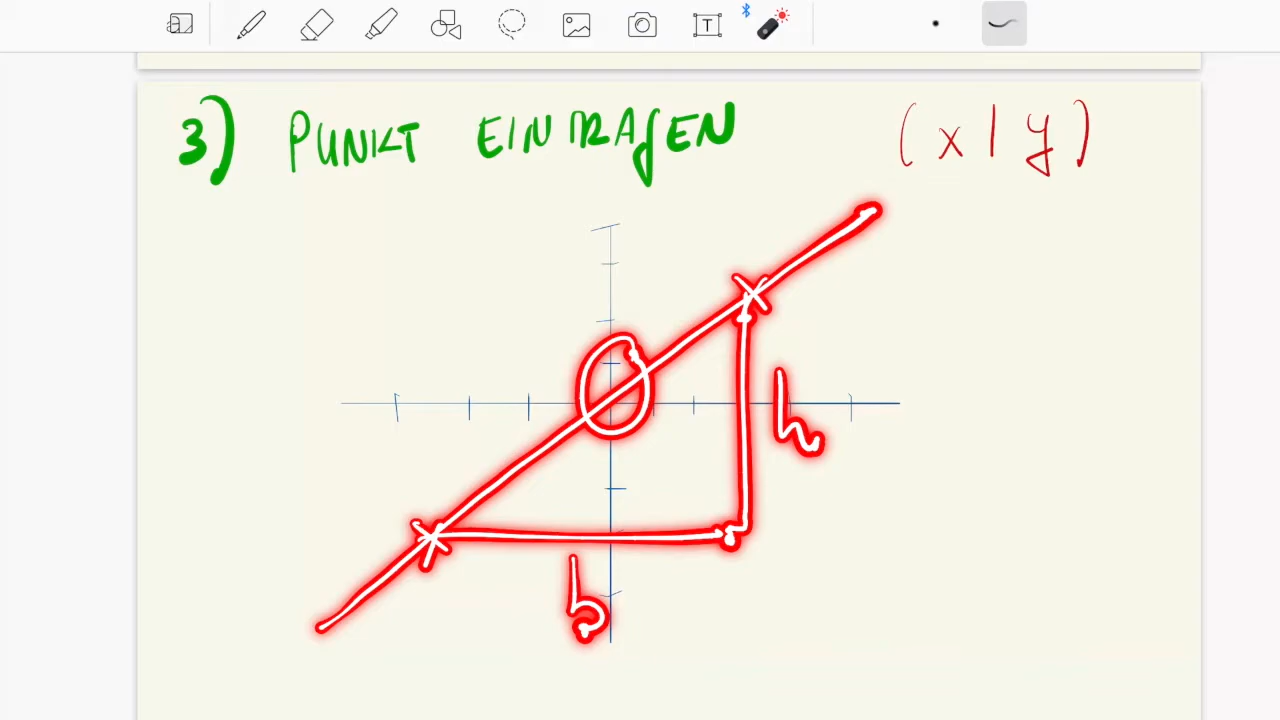 3) PUNKT EINTRAGEN (x | y)
h
b